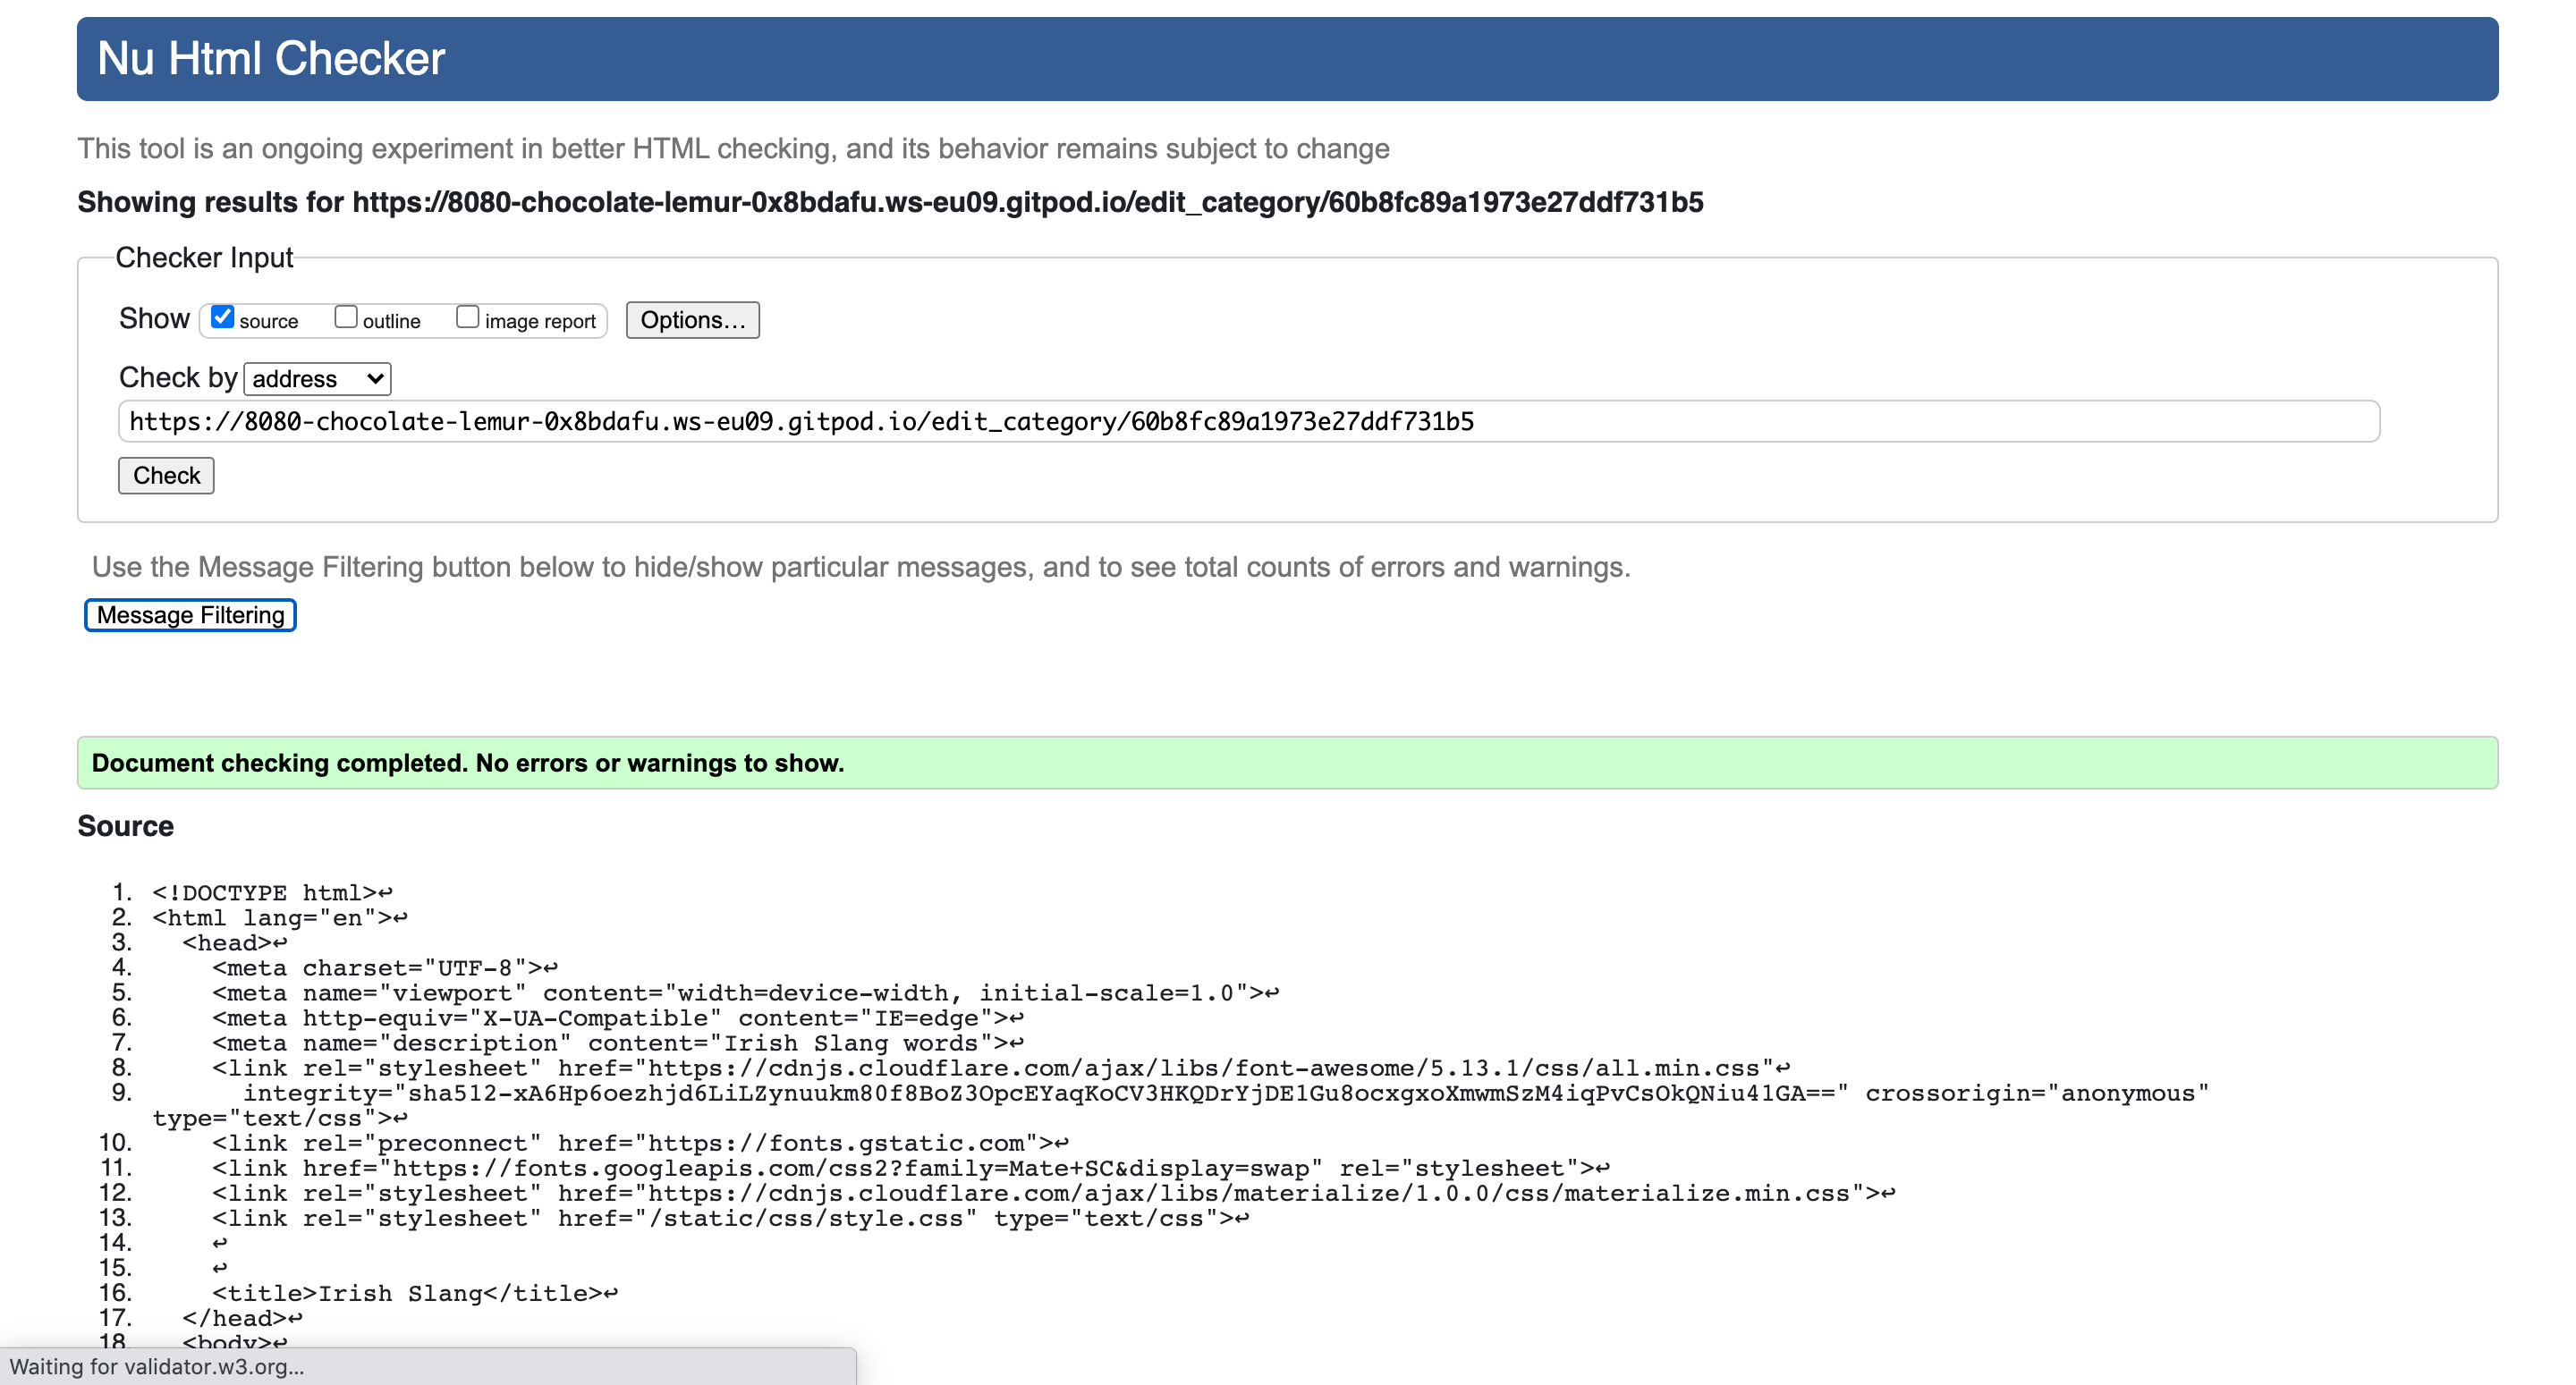 Nu Html Checker
This tool is an ongoing experiment in better HTML checking, and its behavior remains subject to change
Showing results for https://8080-chocolate-lemur-0x8bdafu.ws-eu09.gitpod.io/edit_category/60b8fc89a1973e27ddf731b5
Checker Input
Show source outline image report Options...
Check by address
https://8080-chocolate-lemur-0x8bdafu.ws-eu09.gitpod.io/edit_category/60b8fc89a1973e27ddf731b5
Check
Use the Message Filtering button below to hide/show particular messages, and to see total counts of errors and warnings.
Message Filtering
Document checking completed. No errors or warnings to show.
Source
1. <!DOCTYPE html>↩
2. <html lang="en">↩
3. <head>↩
4. <meta charset="UTF-8">↩
5. <meta name="viewport" content="width=device-width, initial-scale=1.0">↩
6. <meta http-equiv="X-UA-Compatible" content="IE=edge">↩
7. <meta name="description" content="Irish Slang words">↩
8. <link rel="stylesheet" href="https://cdnjs.cloudflare.com/ajax/libs/font-awesome/5.13.1/css/all.min.css"↩
9. integrity="sha512-xA6Hp6oezhjd6LiLZynuukm80f8BoZ3OpcEYaqKoCV3HKQDrYjDE1Gu8ocxgxoXmwmSzM4iqPvCsOkQNiu41GA==" crossorigin="anonymous"
type="text/css">↩
10. <link rel="preconnect" href="https://fonts.gstatic.com">↩
11. <link href="https://fonts.googleapis.com/css2?family=Mate+SC&display=swap" rel="stylesheet">↩
12. <link rel="stylesheet" href="https://cdnjs.cloudflare.com/ajax/libs/materialize/1.0.0/css/materialize.min.css">↩
13. <link rel="stylesheet" href="/static/css/style.css" type="text/css">↩
14. ↩
15. ↩
16. <title>Irish Slang</title>↩
17. </head>↩
18. <body>↩
Waiting for validator.w3.org...